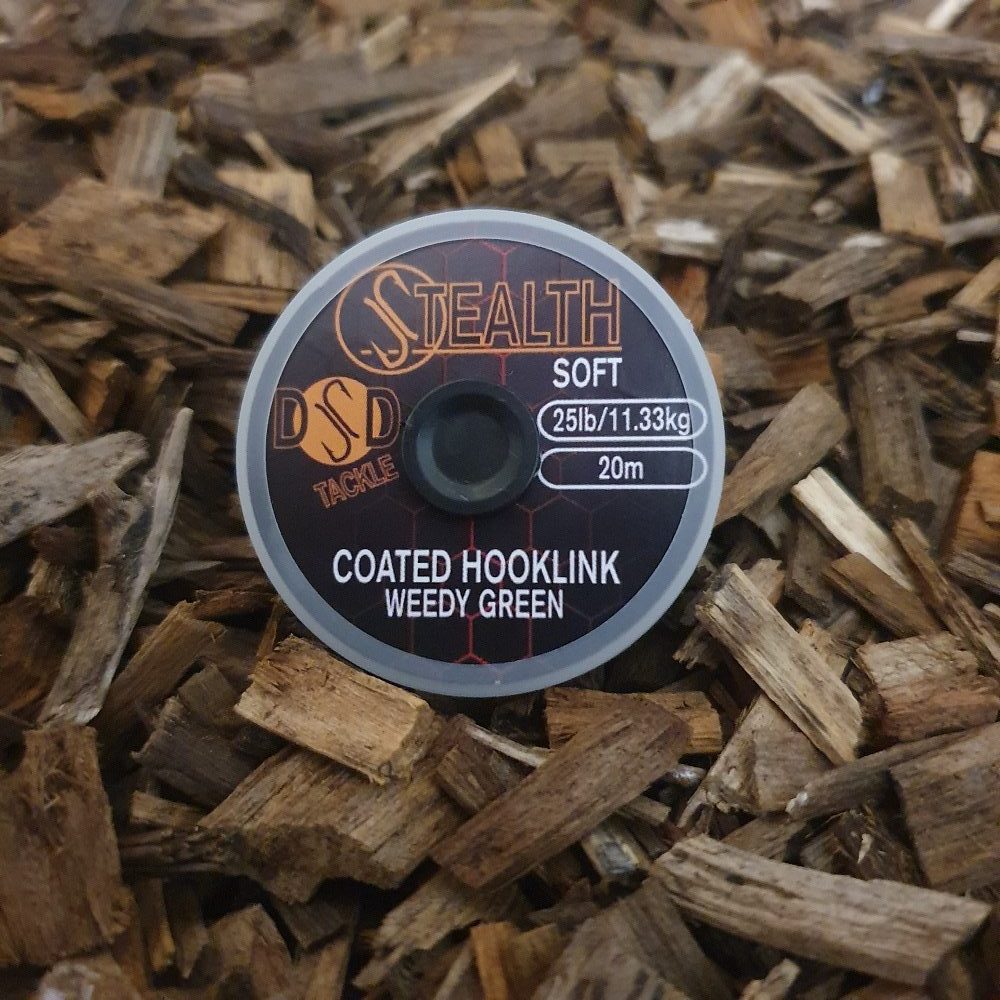 STEALTH
SOFT
DSD
TACKLE
25lb/11.33kg
20m
COATED HOOKLINK
WEEDY GREEN